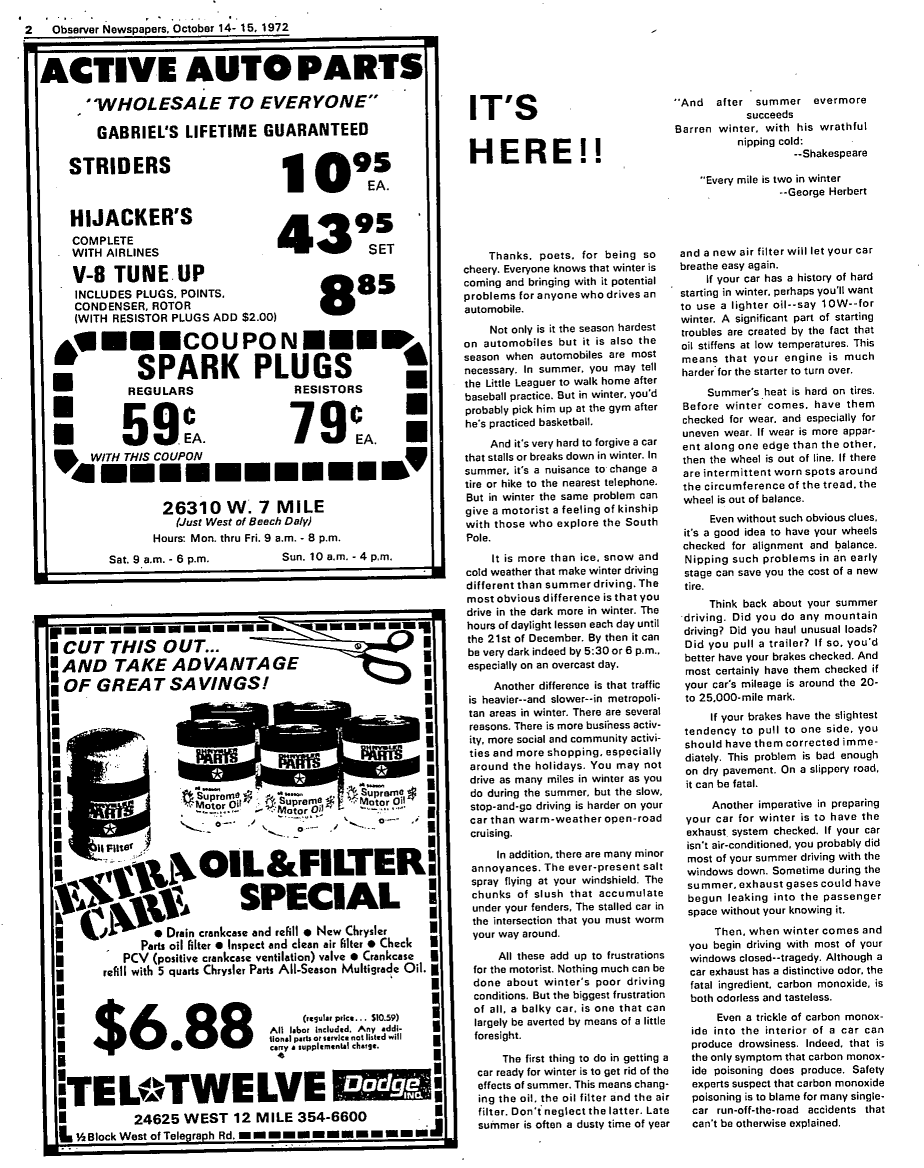 2 Observer Newspapers, October 14- 15, 1972
ACTIVE AUTO PARTS
"WHOLESALE TO EVERYONE"
GABRIEL'S LIFETIME GUARANTEED
STRIDERS 10⁹⁵ EA.
HIJACKER'S
COMPLETE
WITH AIRLINES
43⁹⁵ SET
V-8 TUNE UP
INCLUDES PLUGS, POINTS,
CONDENSER, ROTOR
(WITH RESISTOR PLUGS ADD $2.00)
8⁸⁵
COUPON
SPARK PLUGS
REGULARS RESISTORS
59¢ EA. 79¢ EA.
WITH THIS COUPON
26310 W. 7 MILE
(Just West of Beech Daly)
Hours: Mon. thru Fri. 9 a.m. - 8 p.m.
Sat. 9 a.m. - 6 p.m. Sun. 10 a.m. - 4 p.m.
CUT THIS OUT...
AND TAKE ADVANTAGE
OF GREAT SAVINGS!
CHRYSLER
PARTS
Oil Filter
CHRYSLER
PARTS
all season
Supreme
Motor Oil
CHRYSLER
PARTS
all season
Supreme
Motor Oil
CHRYSLER
PARTS
all season
Supreme
Motor Oil
EXTRA
CARE
OIL & FILTER
SPECIAL
● Drain crankcase and refill ● New Chrysler
Parts oil filter ● Inspect and clean air filter ● Check
PCV (positive crankcase ventilation) valve ● Crankcase
refill with 5 quarts Chrysler Parts All-Season Multigrade Oil.
$6.88
(regular price... $10.59)
All labor included. Any addi-
tional parts or service not listed will
carry a supplemental charge.
TEL TWELVE Dodge INC.
24625 WEST 12 MILE 354-6600
½ Block West of Telegraph Rd.
IT'S
HERE!!
"And after summer evermore
succeeds
Barren winter, with his wrathful
nipping cold:
--Shakespeare
"Every mile is two in winter
--George Herbert
Thanks, poets, for being so
cheery. Everyone knows that winter is
coming and bringing with it potential
problems for anyone who drives an
automobile.
Not only is it the season hardest
on automobiles but it is also the
season when automobiles are most
necessary. In summer, you may tell
the Little Leaguer to walk home after
baseball practice. But in winter, you'd
probably pick him up at the gym after
he's practiced basketball.
And it's very hard to forgive a car
that stalls or breaks down in winter. In
summer, it's a nuisance to change a
tire or hike to the nearest telephone.
But in winter the same problem can
give a motorist a feeling of kinship
with those who explore the South
Pole.
It is more than ice, snow and
cold weather that make winter driving
different than summer driving. The
most obvious difference is that you
drive in the dark more in winter. The
hours of daylight lessen each day until
the 21st of December. By then it can
be very dark indeed by 5:30 or 6 p.m.,
especially on an overcast day.
Another difference is that traffic
is heavier--and slower--in metropoli-
tan areas in winter. There are several
reasons. There is more business activ-
ity, more social and community activi-
ties and more shopping, especially
around the holidays. You may not
drive as many miles in winter as you
do during the summer, but the slow,
stop-and-go driving is harder on your
car than warm-weather open-road
cruising.
In addition, there are many minor
annoyances. The ever-present salt
spray flying at your windshield. The
chunks of slush that accumulate
under your fenders, The stalled car in
the intersection that you must worm
your way around.
All these add up to frustrations
for the motorist. Nothing much can be
done about winter's poor driving
conditions. But the biggest frustration
of all, a balky car, is one that can
largely be averted by means of a little
foresight.
The first thing to do in getting a
car ready for winter is to get rid of the
effects of summer. This means chang-
ing the oil, the oil filter and the air
filter. Don't neglect the latter. Late
summer is often a dusty time of year
and a new air filter will let your car
breathe easy again.
If your car has a history of hard
starting in winter, perhaps you'll want
to use a lighter oil--say 10W--for
winter. A significant part of starting
troubles are created by the fact that
oil stiffens at low temperatures. This
means that your engine is much
harder for the starter to turn over.
Summer's heat is hard on tires.
Before winter comes, have them
checked for wear, and especially for
uneven wear. If wear is more appar-
ent along one edge than the other,
then the wheel is out of line. If there
are intermittent worn spots around
the circumference of the tread, the
wheel is out of balance.
Even without such obvious clues,
it's a good idea to have your wheels
checked for alignment and balance.
Nipping such problems in an early
stage can save you the cost of a new
tire.
Think back about your summer
driving. Did you do any mountain
driving? Did you haul unusual loads?
Did you pull a trailer? If so, you'd
better have your brakes checked. And
most certainly have them checked if
your car's mileage is around the 20-
to 25,000-mile mark.
If your brakes have the slightest
tendency to pull to one side, you
should have them corrected imme-
diately. This problem is bad enough
on dry pavement. On a slippery road,
it can be fatal.
Another imperative in preparing
your car for winter is to have the
exhaust system checked. If your car
isn't air-conditioned, you probably did
most of your summer driving with the
windows down. Sometime during the
summer, exhaust gases could have
begun leaking into the passenger
space without your knowing it.
Then, when winter comes and
you begin driving with most of your
windows closed--tragedy. Although a
car exhaust has a distinctive odor, the
fatal ingredient, carbon monoxide, is
both odorless and tasteless.
Even a trickle of carbon monox-
ide into the interior of a car can
produce drowsiness. Indeed, that is
the only symptom that carbon monox-
ide poisoning does produce. Safety
experts suspect that carbon monoxide
poisoning is to blame for many single-
car run-off-the-road accidents that
can't be otherwise explained.